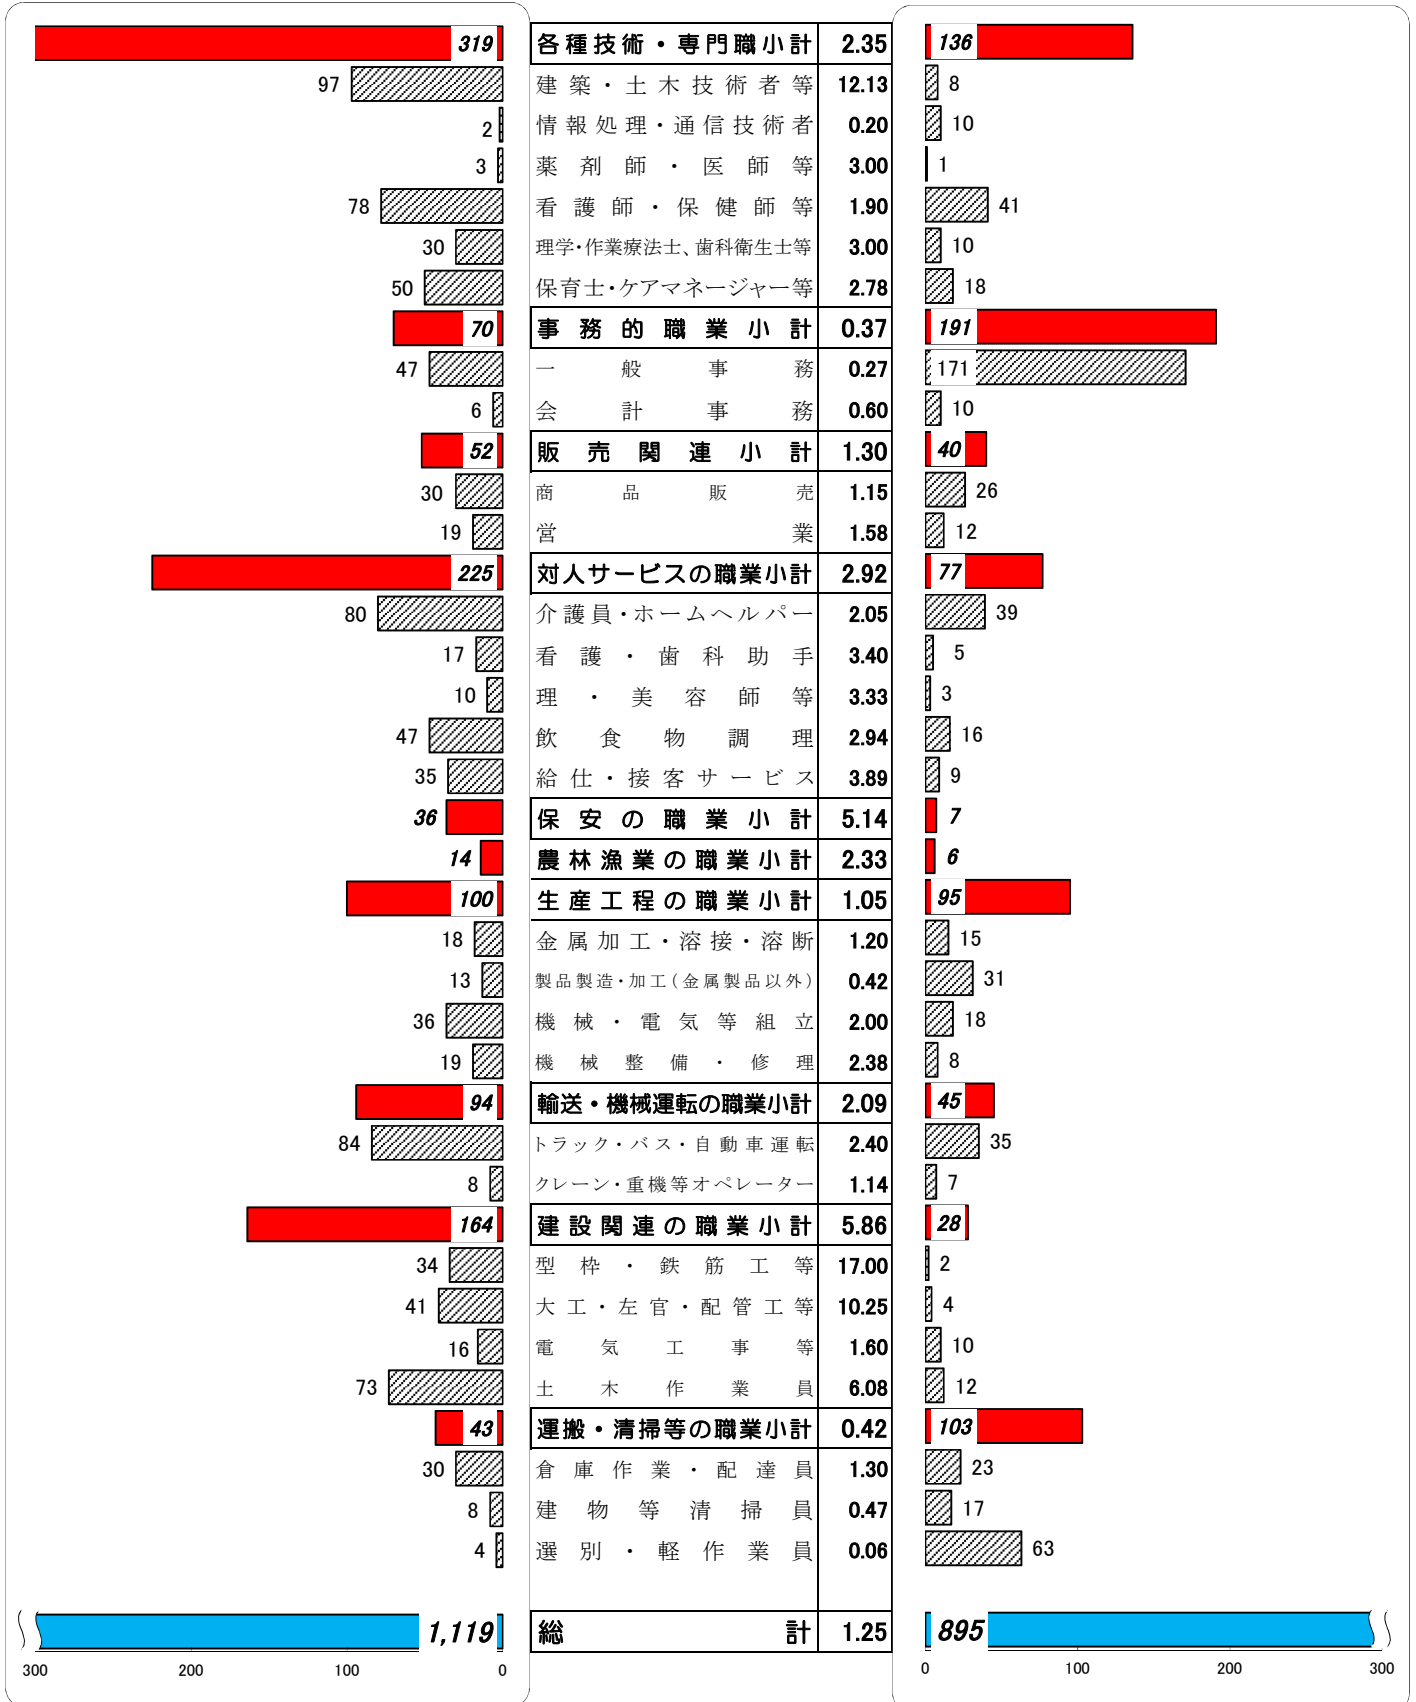 319 各種技術・専門職小計 2.35 136
97 建築・土木技術者等 12.13 8
2 情報処理・通信技術者 0.20 10
3 薬剤師・医師等 3.00 1
78 看護師・保健師等 1.90 41
30 理学・作業療法士、歯科衛生士等 3.00 10
50 保育士・ケアマネージャー等 2.78 18
70 事務的職業小計 0.37 191
47 一般事務 0.27 171
6 会計事務 0.60 10
52 販売関連小計 1.30 40
30 商品販売 1.15 26
19 営業 1.58 12
225 対人サービスの職業小計 2.92 77
80 介護員・ホームヘルパー 2.05 39
17 看護・歯科助手 3.40 5
10 理・美容師等 3.33 3
47 飲食物調理 2.94 16
35 給仕・接客サービス 3.89 9
36 保安の職業小計 5.14 7
14 農林漁業の職業小計 2.33 6
100 生産工程の職業小計 1.05 95
18 金属加工・溶接・溶断 1.20 15
13 製品製造・加工(金属製品以外) 0.42 31
36 機械・電気等組立 2.00 18
19 機械整備・修理 2.38 8
94 輸送・機械運転の職業小計 2.09 45
84 トラック・バス・自動車運転 2.40 35
8 クレーン・重機等オペレーター 1.14 7
164 建設関連の職業小計 5.86 28
34 型枠・鉄筋工等 17.00 2
41 大工・左官・配管工等 10.25 4
16 電気工事等 1.60 10
73 土木作業員 6.08 12
43 運搬・清掃等の職業小計 0.42 103
30 倉庫作業・配達員 1.30 23
8 建物等清掃員 0.47 17
4 選別・軽作業員 0.06 63
1,119 総計 1.25 895
300 200 100 0 0 100 200 300